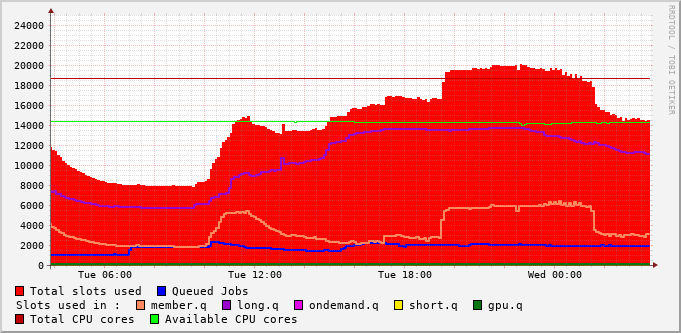 RRDTOOL / TOBI OETIKER
24000
22000
20000
18000
16000
14000
12000
10000
8000
6000
4000
2000
0
Tue 06:00 Tue 12:00 Tue 18:00 Wed 00:00
Total slots used Queued Jobs
Slots used in : member.q long.q ondemand.q short.q gpu.q
Total CPU cores Available CPU cores